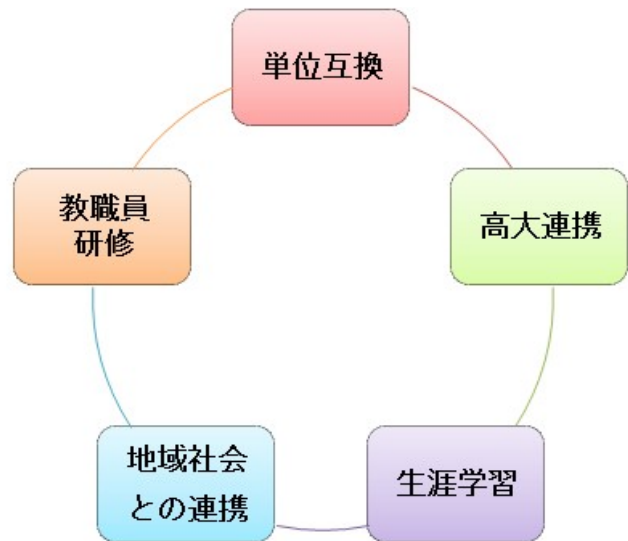 単位互換
高大連携
生涯学習
地域社会
との連携
教職員
研修